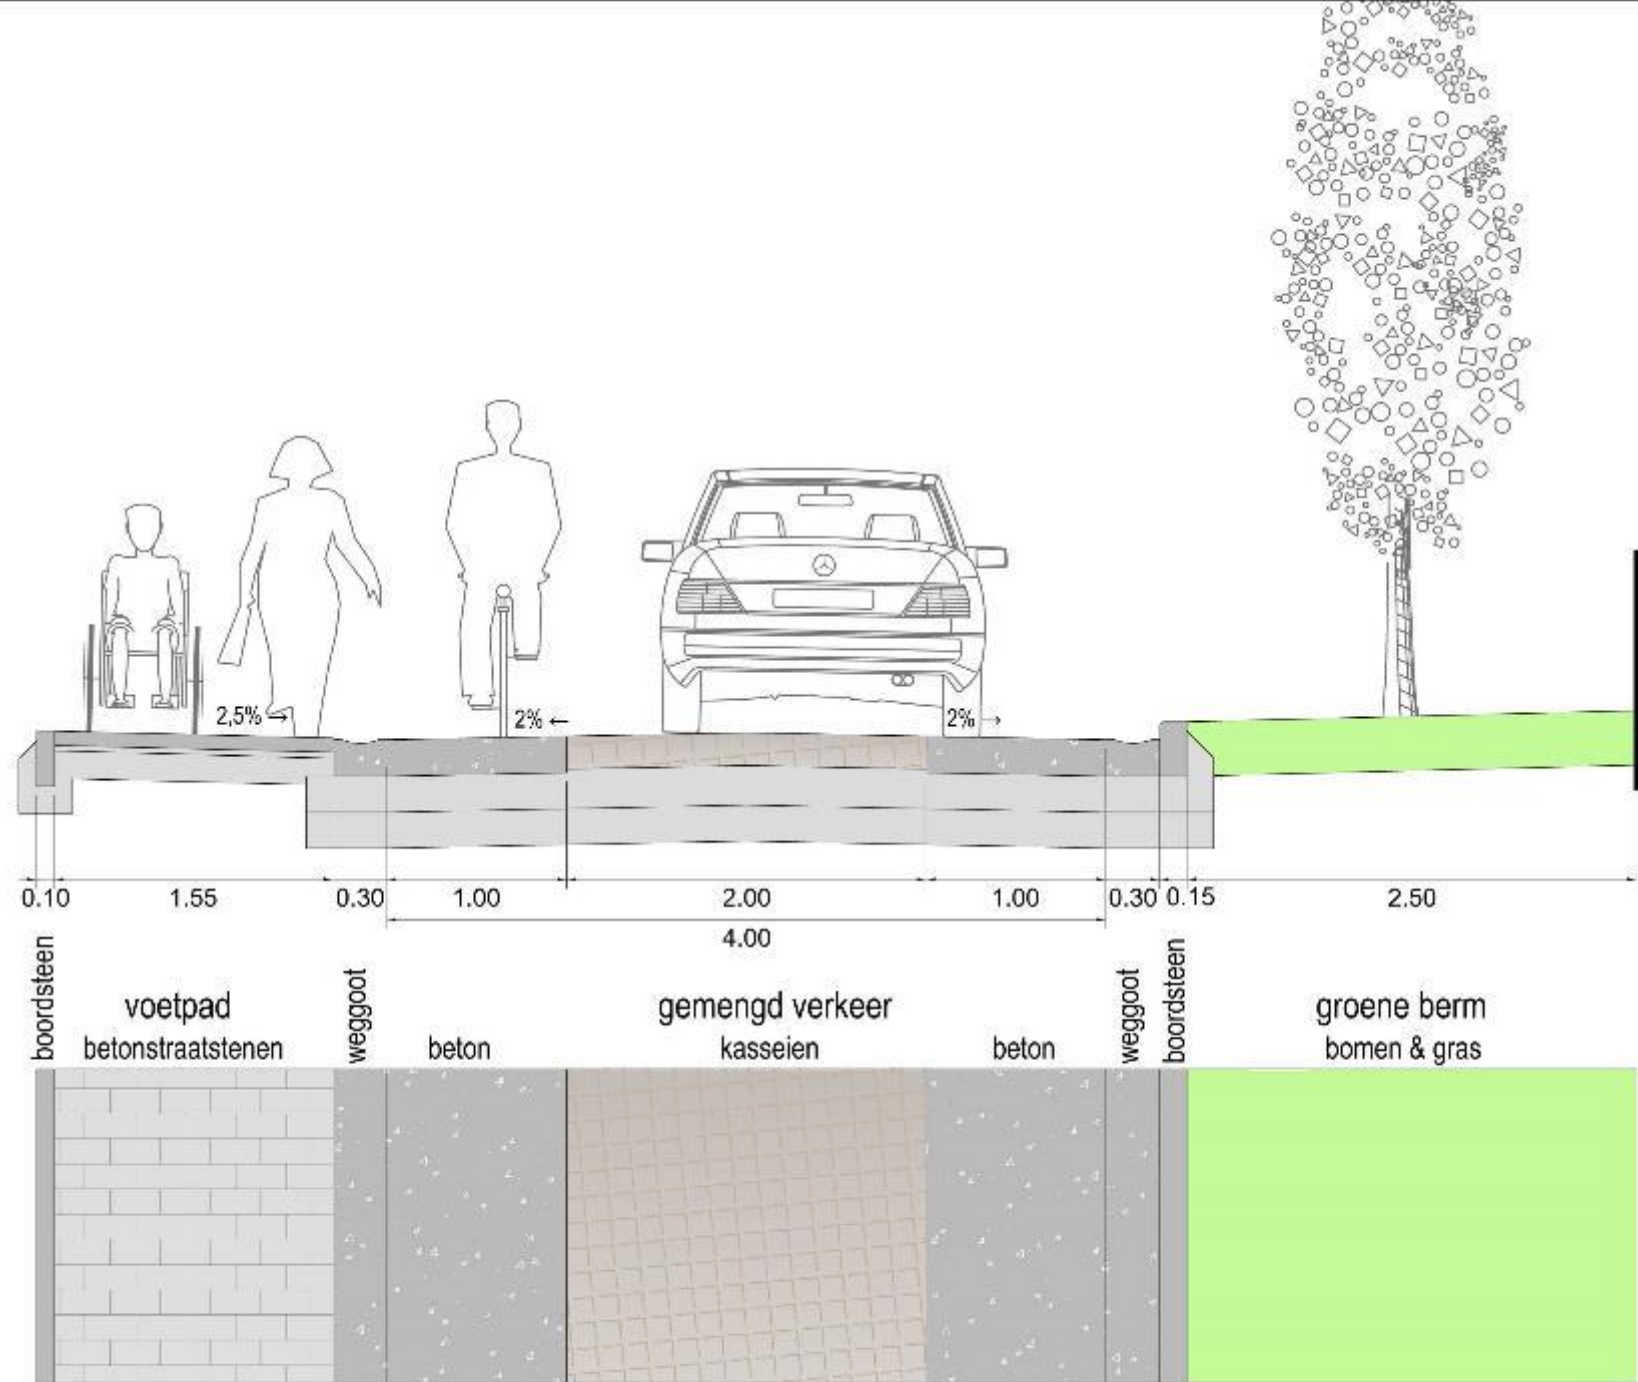 2,5% →
2% ←
2% →
0.10 1.55 0.30 1.00 2.00 1.00 0.30 0.15 2.50
4.00
boordsteen
voetpad
betonstraatstenen
weggoot
beton
gemengd verkeer
kasseien
beton
weggoot
boordsteen
groene berm
bomen & gras